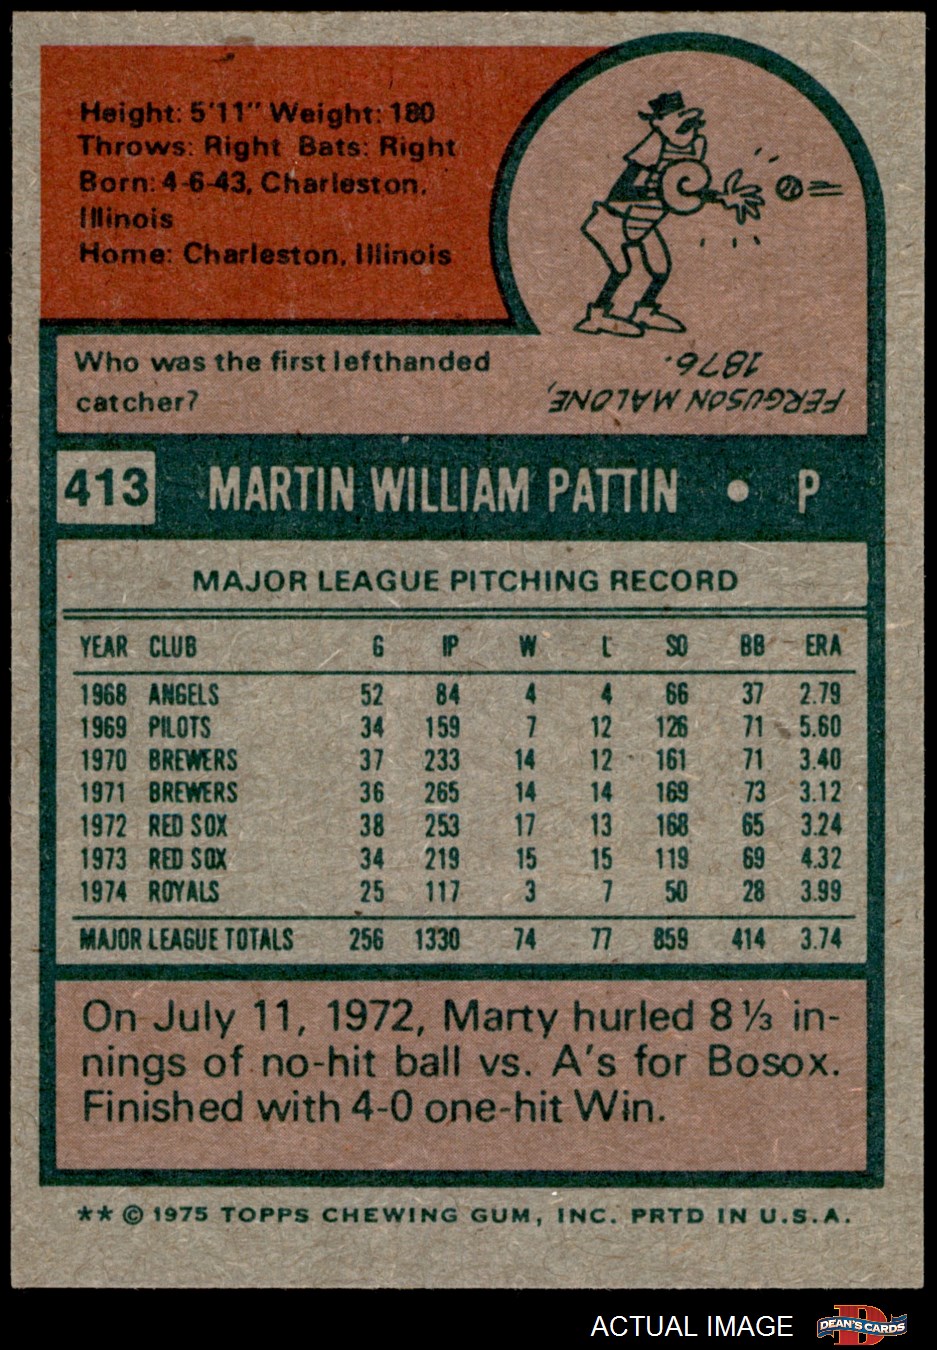 Height: 5'11" Weight: 180
Throws: Right Bats: Right
Born: 4-6-43, Charleston,
Illinois
Home: Charleston, Illinois
Who was the first lefthanded
catcher?
FERGUSON MALONE,
1876.
413 MARTIN WILLIAM PATTIN • P
MAJOR LEAGUE PITCHING RECORD
YEAR CLUB G IP W L SO BB ERA
1968 ANGELS 52 84 4 4 66 37 2.79
1969 PILOTS 34 159 7 12 126 71 5.60
1970 BREWERS 37 233 14 12 161 71 3.40
1971 BREWERS 36 265 14 14 169 73 3.12
1972 RED SOX 38 253 17 13 168 65 3.24
1973 RED SOX 34 219 15 15 119 69 4.32
1974 ROYALS 25 117 3 7 50 28 3.99
MAJOR LEAGUE TOTALS 256 1330 74 77 859 414 3.74
On July 11, 1972, Marty hurled 8 ⅓ in-
nings of no-hit ball vs. A's for Bosox.
Finished with 4-0 one-hit Win.
** © 1975 TOPPS CHEWING GUM, INC. PRTD IN U.S.A.
ACTUAL IMAGE
D
DEAN'S CARDS